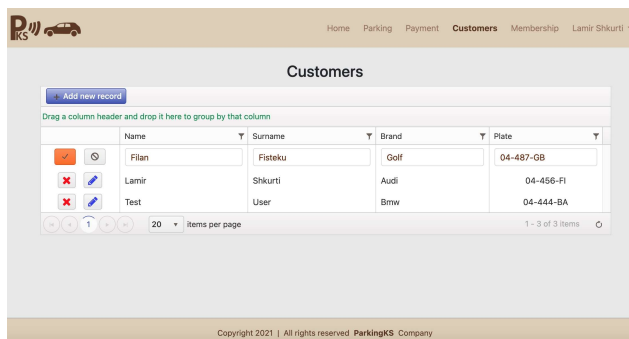 PKS
Home Parking Payment Customers Membership Lamir Shkurti
Customers
+ Add new record
Drag a column header and drop it here to group by that column
Name Surname Brand Plate
Filan Fisteku Golf 04-487-GB
Lamir Shkurti Audi 04-456-FI
Test User Bmw 04-444-BA
1 20 items per page 1 - 3 of 3 items
Copyright 2021 | All rights reserved ParkingKS Company